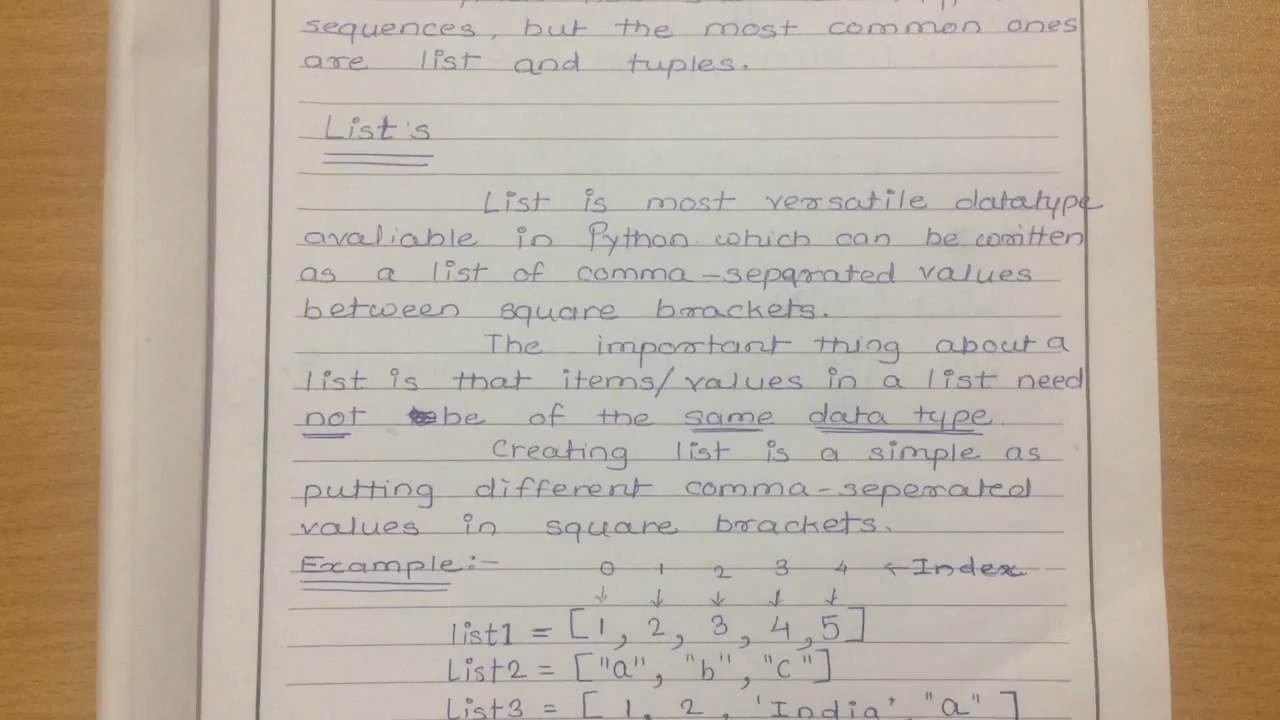 sequences, but the most common ones
are list and tuples.
List's
List is most versatile datatype
avaliable in Python which can be written
as a list of comma-separated values
between square brackets.
The important thing about a
list is that items/values in a list need
not be of the same data type
Creating list is a simple as
putting different comma-seperated
values in square brackets.
Example:- 0 1 2 3 4 ← Index
↓ ↓ ↓ ↓ ↓
list1 = [1, 2, 3, 4, 5]
List2 = ["a", "b", "c"]
List3 = [1, 2, 'India', "a"]